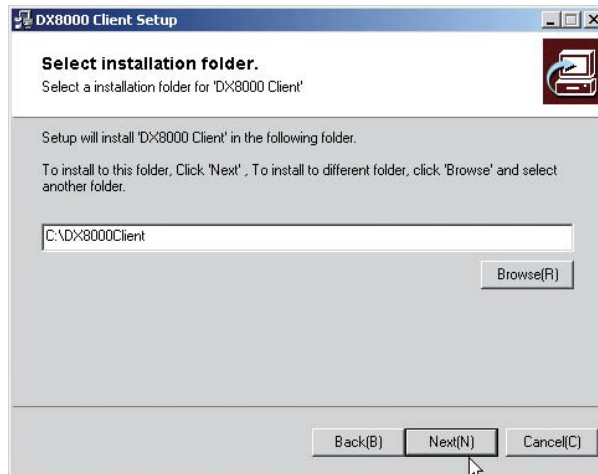 DX8000 Client Setup
Select installation folder.
Select a installation folder for 'DX8000 Client'
Setup will install 'DX8000 Client' in the following folder.
To install to this folder, Click 'Next' , To install to different folder, click 'Browse' and select
another folder.
C:\DX8000Client
Browse(R)
Back(B) Next(N) Cancel(C)